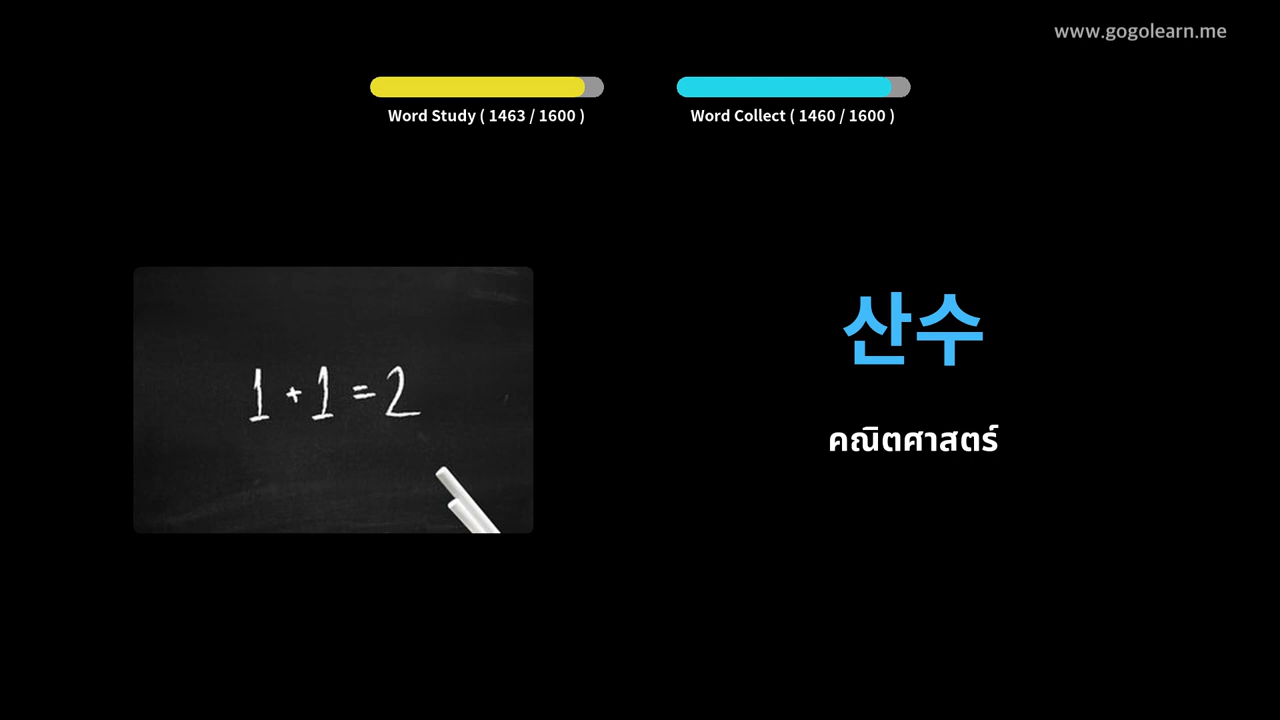 www.gogolearn.me
Word Study ( 1463 / 1600 )
Word Collect ( 1460 / 1600 )
1 + 1 = 2
산수
คณิตศาสตร์